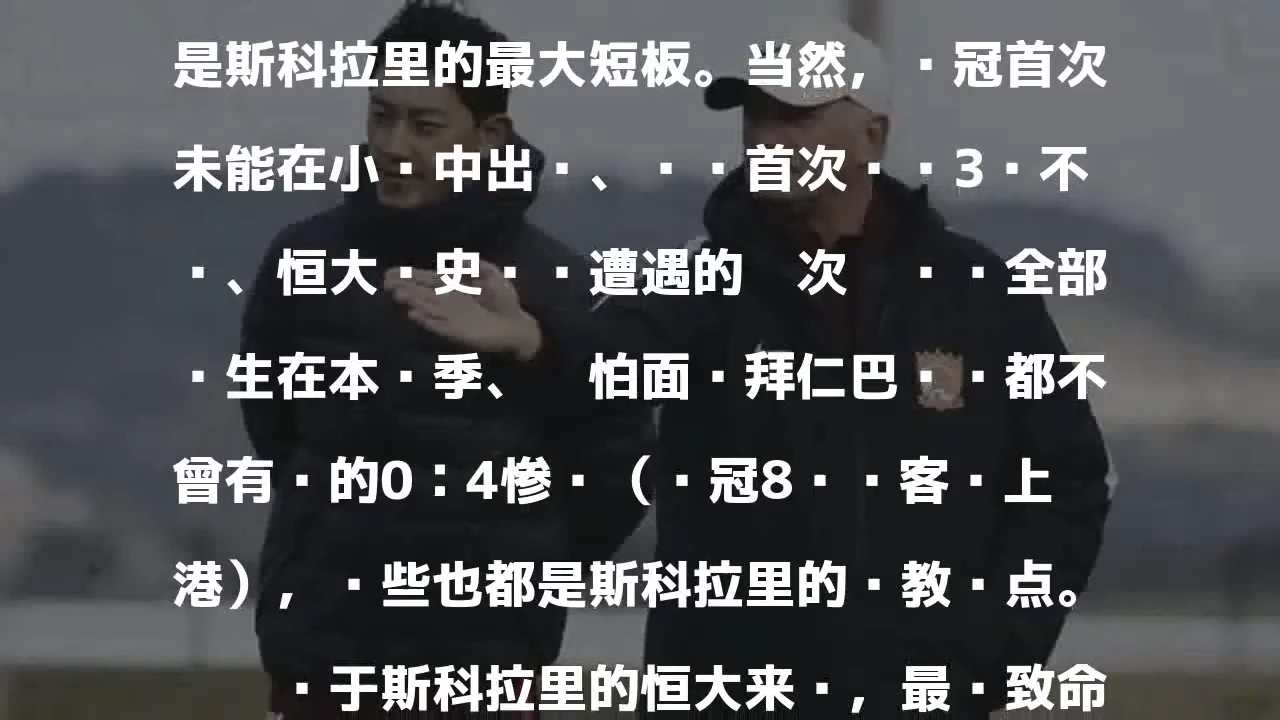 是斯科拉里的最大短板。当然，▪冠首次
未能在小▪中出▪、▪▪首次▪▪3▪不
▪、恒大▪史▪▪遭遇的　次　▪▪全部
▪生在本▪季、　怕面▪拜仁巴▪▪都不
曾有▪的0：4惨▪（▪冠8▪▪客▪上
港），▪些也都是斯科拉里的▪教▪点。
▪于斯科拉里的恒大来▪，最▪致命